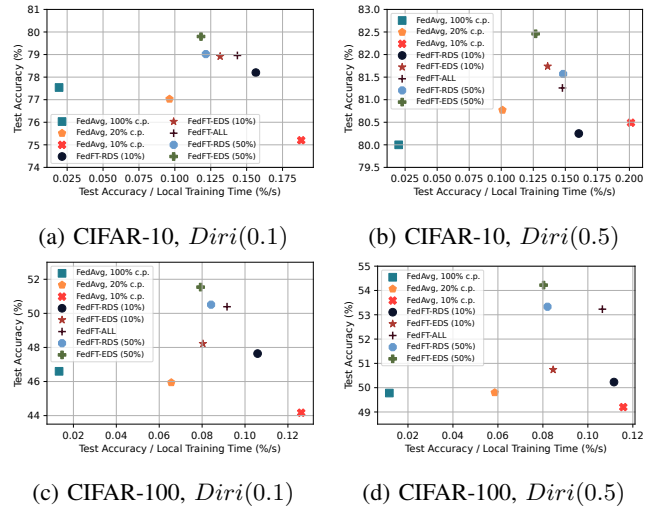 81
80
79
78
77
76
75
74
Test Accuracy (%)
FedAvg, 100% c.p.
FedAvg, 20% c.p.
FedAvg, 10% c.p.
FedFT-RDS (10%)
FedFT-EDS (10%)
FedFT-ALL
FedFT-RDS (50%)
FedFT-EDS (50%)
0.025 0.050 0.075 0.100 0.125 0.150 0.175
Test Accuracy / Local Training Time (%/s)
(a) CIFAR-10, Diri(0.1)
83.0
82.5
82.0
81.5
81.0
80.5
80.0
79.5
Test Accuracy (%)
FedAvg, 100% c.p.
FedAvg, 20% c.p.
FedAvg, 10% c.p.
FedFT-RDS (10%)
FedFT-EDS (10%)
FedFT-ALL
FedFT-RDS (50%)
FedFT-EDS (50%)
0.025 0.050 0.075 0.100 0.125 0.150 0.175 0.200
Test Accuracy / Local Training Time (%/s)
(b) CIFAR-10, Diri(0.5)
52
50
48
46
44
Test Accuracy (%)
FedAvg, 100% c.p.
FedAvg, 20% c.p.
FedAvg, 10% c.p.
FedFT-RDS (10%)
FedFT-EDS (10%)
FedFT-ALL
FedFT-RDS (50%)
FedFT-EDS (50%)
0.02 0.04 0.06 0.08 0.10 0.12
Test Accuracy / Local Training Time (%/s)
(c) CIFAR-100, Diri(0.1)
55
54
53
52
51
50
49
Test Accuracy (%)
FedAvg, 100% c.p.
FedAvg, 20% c.p.
FedAvg, 10% c.p.
FedFT-RDS (10%)
FedFT-EDS (10%)
FedFT-ALL
FedFT-RDS (50%)
FedFT-EDS (50%)
0.02 0.04 0.06 0.08 0.10 0.12
Test Accuracy / Local Training Time (%/s)
(d) CIFAR-100, Diri(0.5)